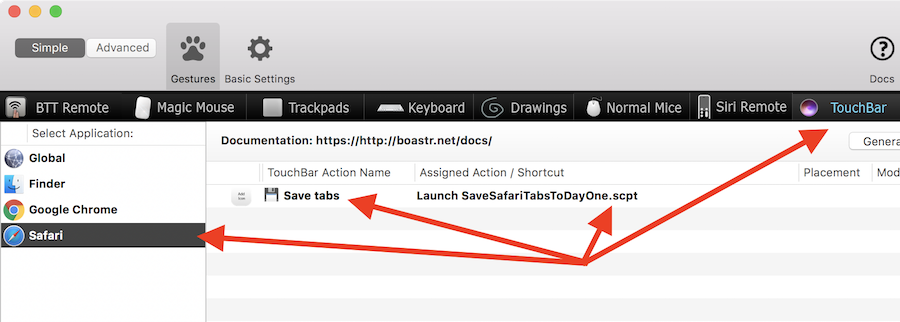 Simple
Advanced
Gestures
Basic Settings
Docs
BTT Remote
Magic Mouse
Trackpads
Keyboard
Drawings
Normal Mice
Siri Remote
TouchBar
Select Application:
Documentation: https://http://boastr.net/docs/
Genera
TouchBar Action Name
Assigned Action / Shortcut
Placement
Mod
Global
Finder
Google Chrome
Safari
Add
Icon
Save tabs
Launch SaveSafariTabsToDayOne.scpt